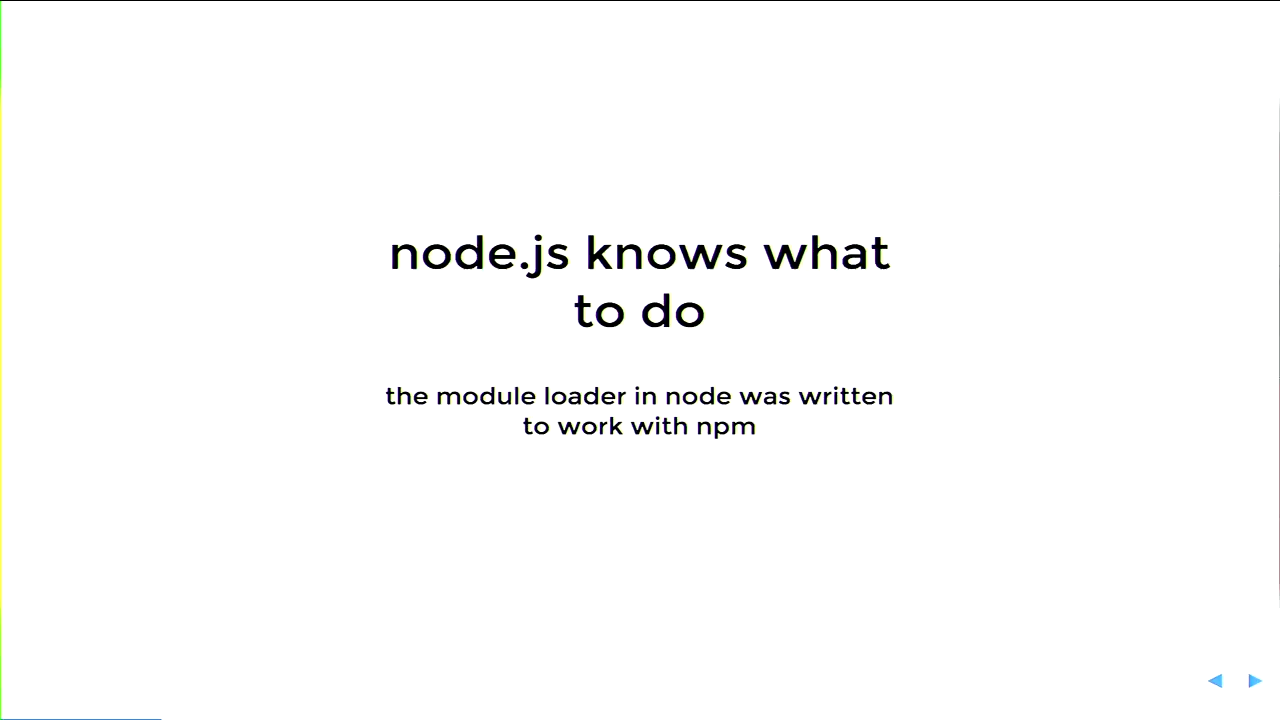 node.js knows what
to do
the module loader in node was written
to work with npm